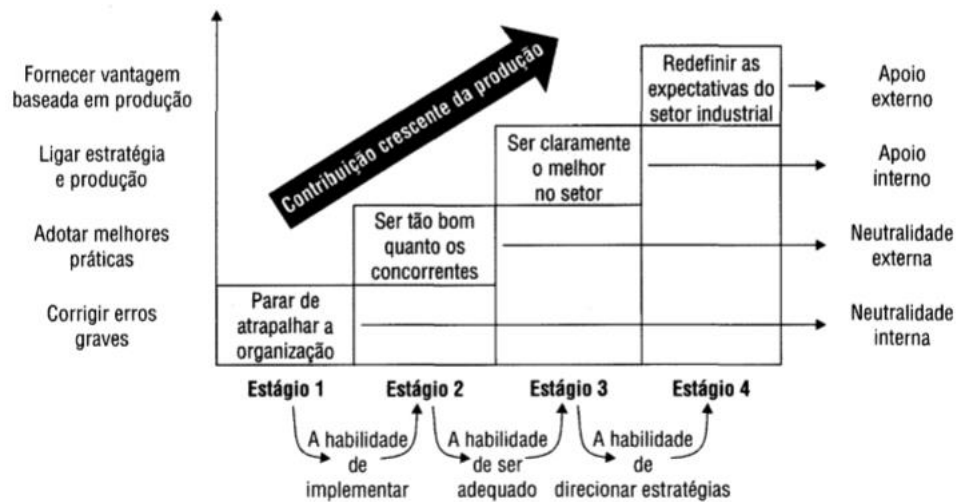 Fornecer vantagem
baseada em produção
Ligar estratégia
e produção
Adotar melhores
práticas
Corrigir erros
graves
Contribuição crescente da produção
Redefinir as
expectativas do
setor industrial
Ser claramente
o melhor
no setor
Ser tão bom
quanto os
concorrentes
Parar de
atrapalhar a
organização
Apoio
externo
Apoio
interno
Neutralidade
externa
Neutralidade
interna
Estágio 1
Estágio 2
Estágio 3
Estágio 4
A habilidade
de
implementar
A habilidade
de ser
adequado
A habilidade
de
direcionar estratégias